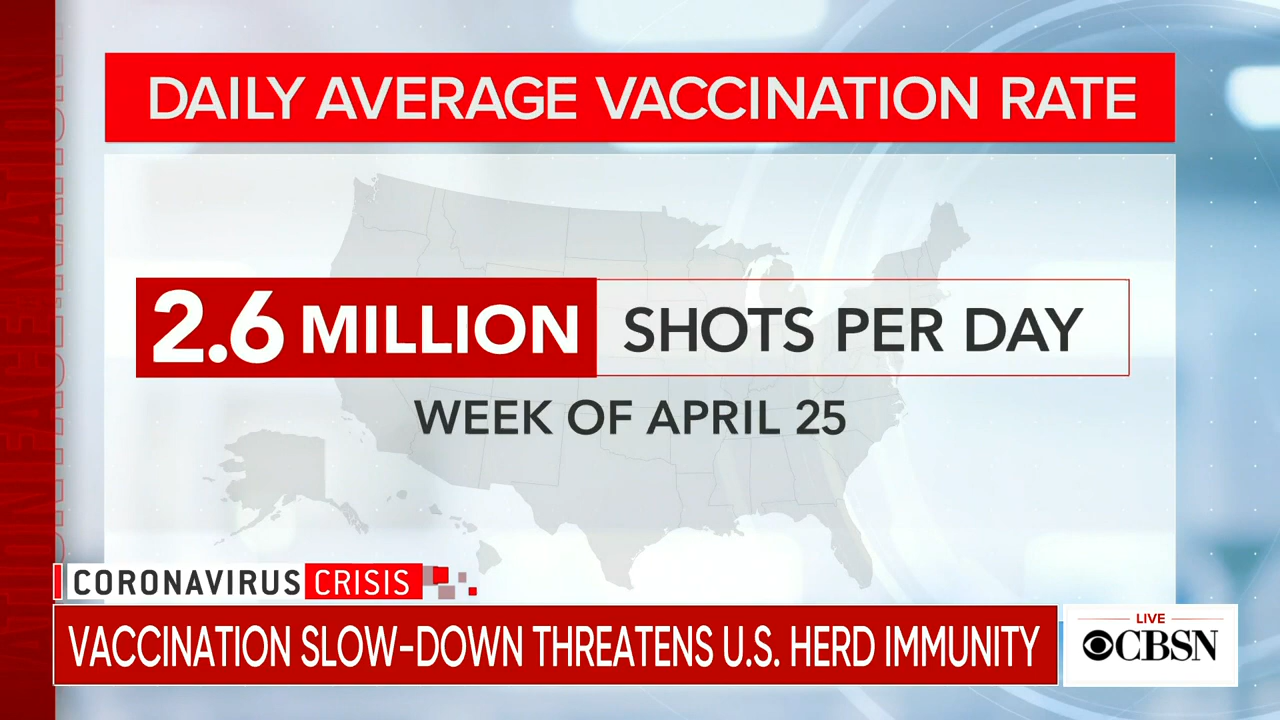 DAILY AVERAGE VACCINATION RATE
2.6 MILLION SHOTS PER DAY
WEEK OF APRIL 25
CORONAVIRUS CRISIS
VACCINATION SLOW-DOWN THREATENS U.S. HERD IMMUNITY
LIVE
CBSN